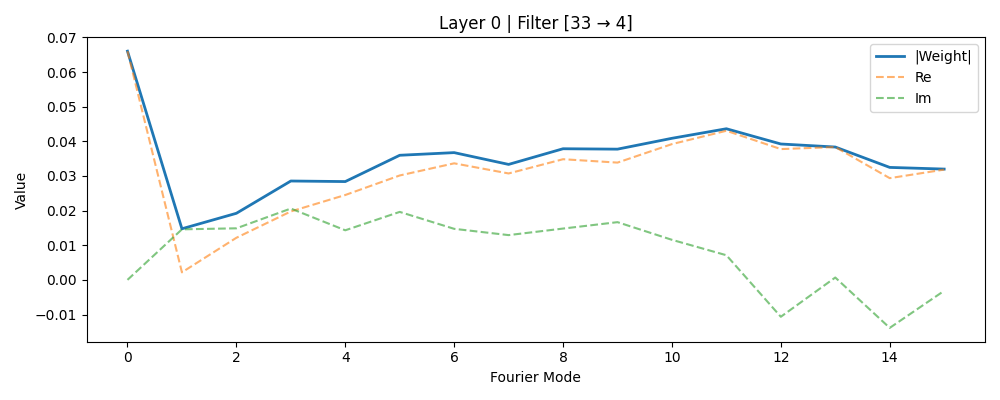 Layer 0 | Filter [33 → 4]
0.07
0.06
0.05
0.04
0.03
0.02
0.01
0.00
−0.01
Value
|Weight|
Re
Im
0 2 4 6 8 10 12 14
Fourier Mode